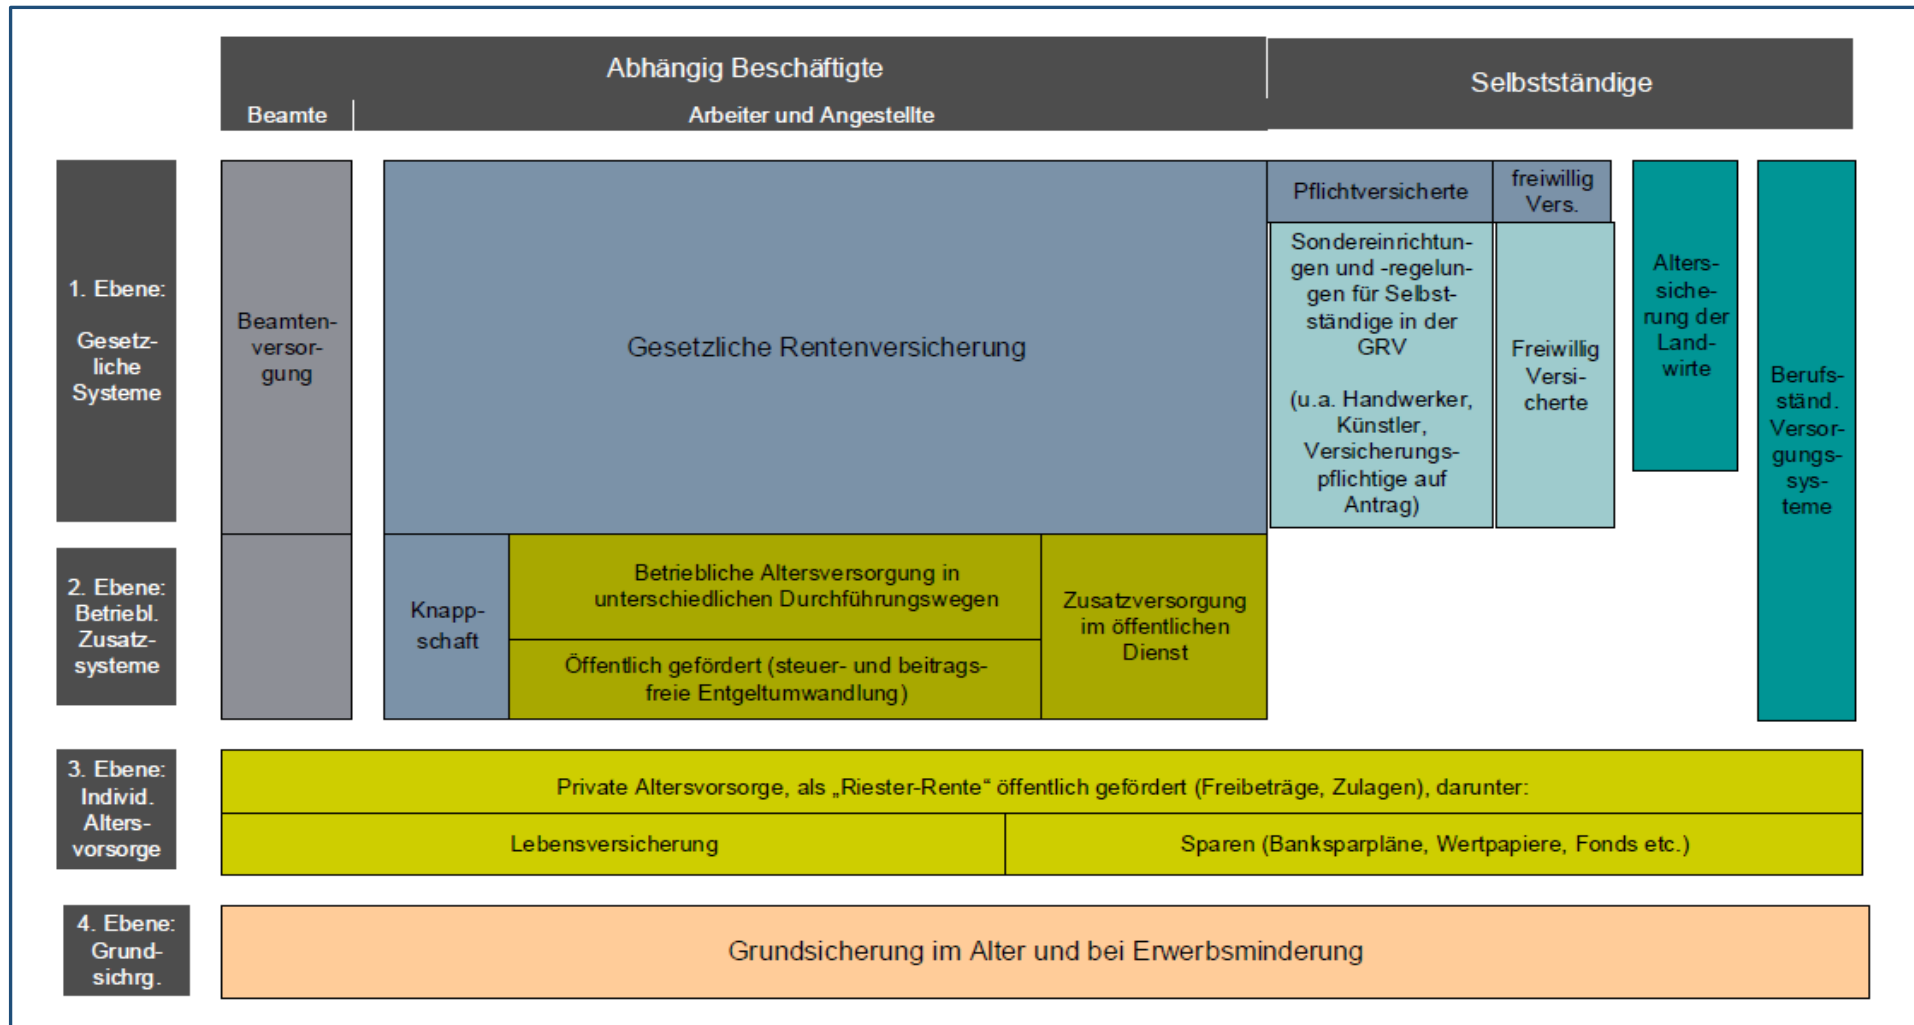 Abhängig Beschäftigte
Selbstständige
Beamte
Arbeiter und Angestellte
1. Ebene:
Gesetz-
liche
Systeme
Beamten-
versor-
gung
Gesetzliche Rentenversicherung
Pflichtversicherte
freiwillig
Vers.
Sondereinrichtun-
gen und -regelun-
gen für Selbst-
ständige in der
GRV
(u.a. Handwerker,
Künstler,
Versicherungs-
pflichtige auf
Antrag)
Freiwillig
Versi-
cherte
Alters-
siche-
rung der
Land-
wirte
Berufs-
ständ.
Versor-
gungs-
sys-
teme
2. Ebene:
Betriebl.
Zusatz-
systeme
Knapp-
schaft
Betriebliche Altersversorgung in
unterschiedlichen Durchführungswegen
Öffentlich gefördert (steuer- und beitrags-
freie Entgeltumwandlung)
Zusatzversorgung
im öffentlichen
Dienst
3. Ebene:
Individ.
Alters-
vorsorge
Private Altersvorsorge, als „Riester-Rente“ öffentlich gefördert (Freibeträge, Zulagen), darunter:
Lebensversicherung
Sparen (Banksparpläne, Wertpapiere, Fonds etc.)
4. Ebene:
Grund-
sichrg.
Grundsicherung im Alter und bei Erwerbsminderung